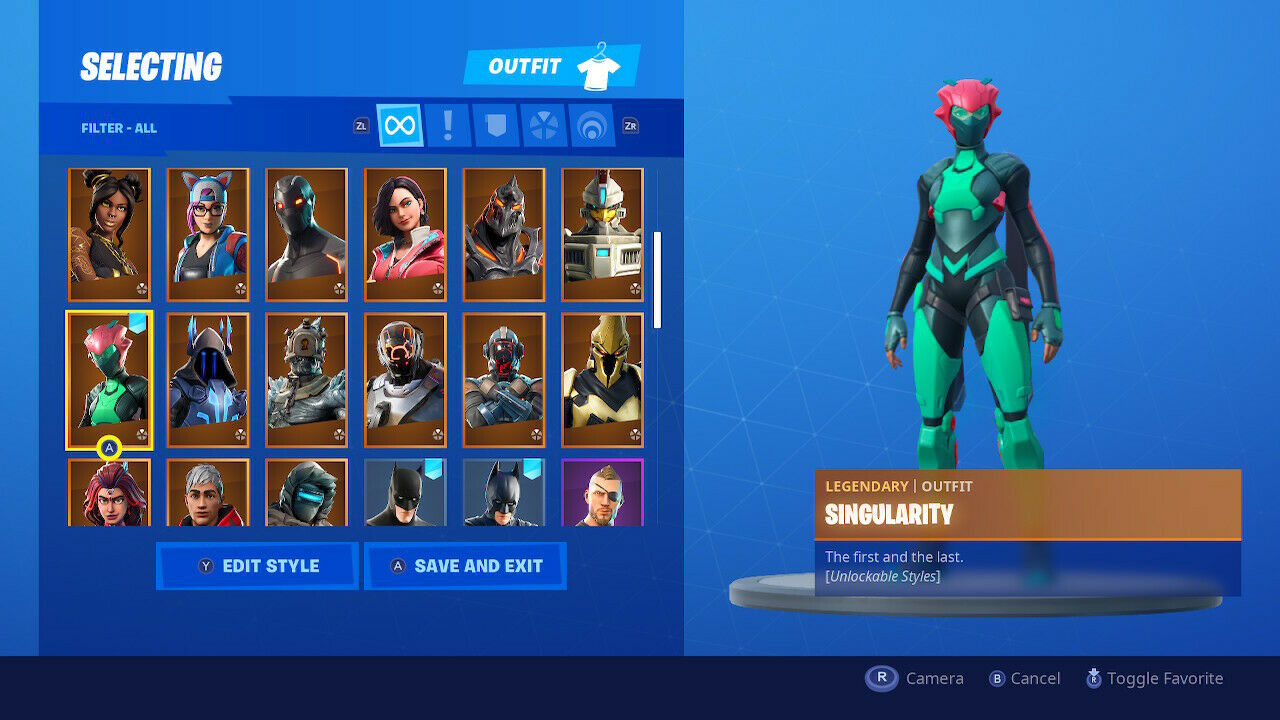 SELECTING
OUTFIT
FILTER - ALL
ZL
ZR
A
Y EDIT STYLE
A SAVE AND EXIT
LEGENDARY | OUTFIT
SINGULARITY
The first and the last.
[Unlockable Styles]
R Camera
B Cancel
R Toggle Favorite